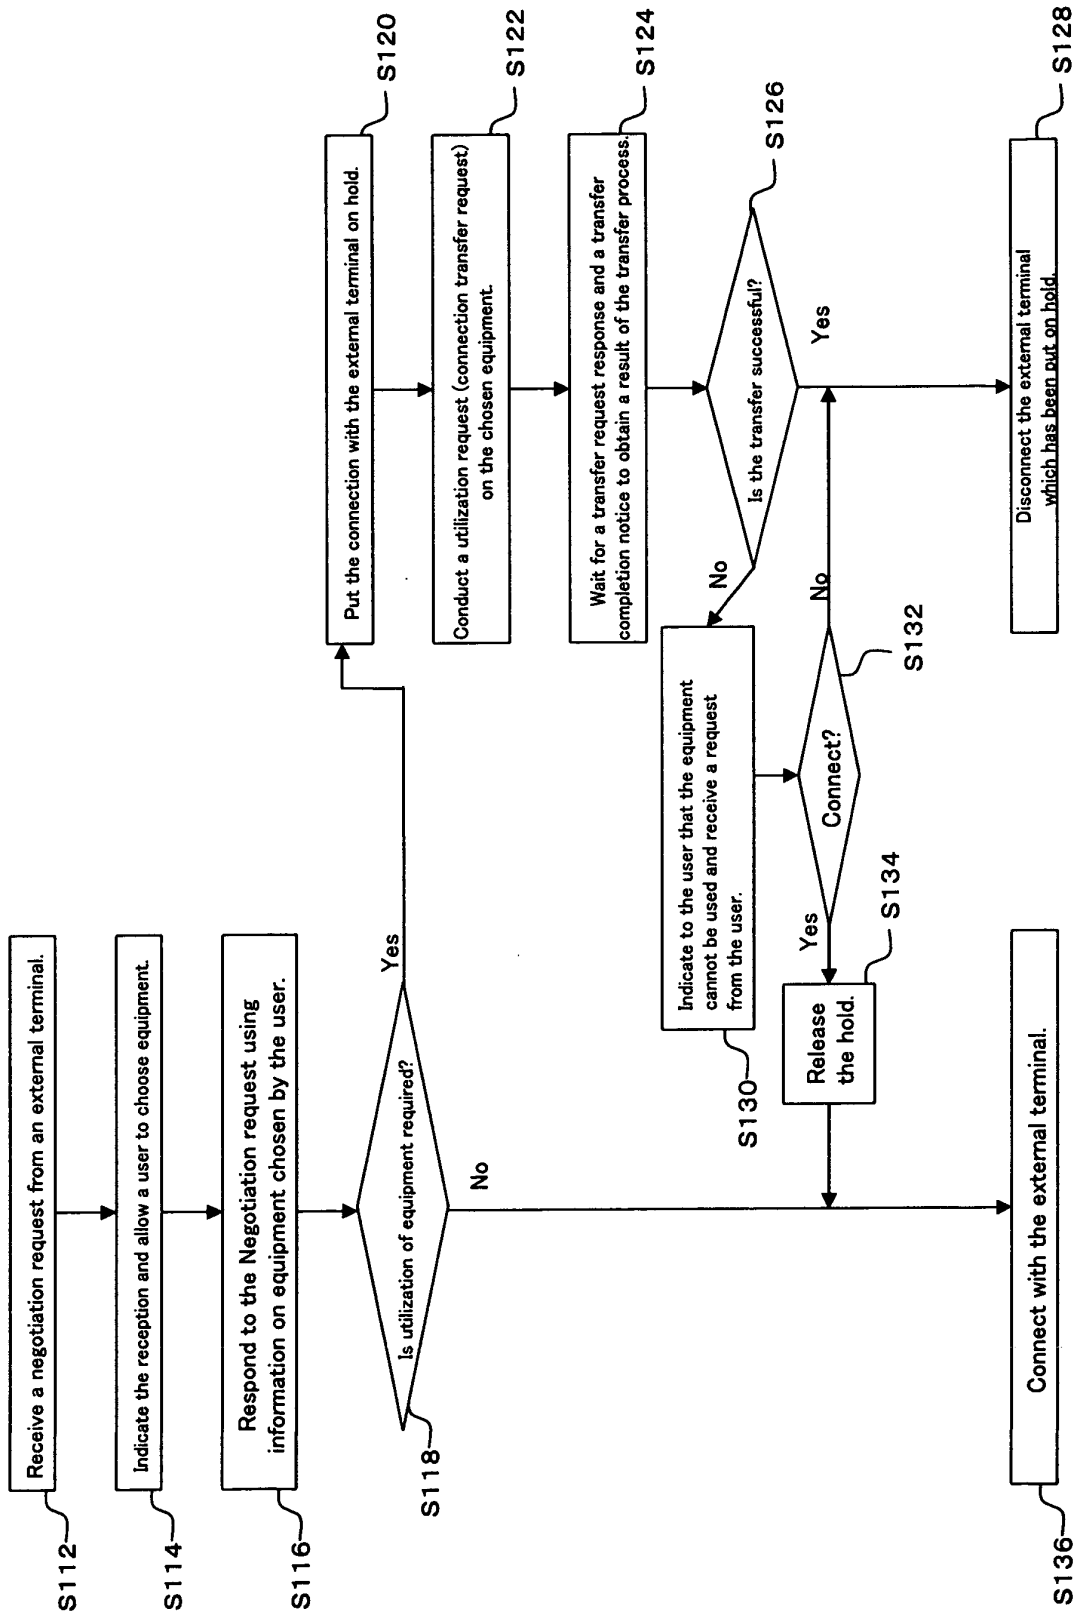 S112
Receive a negotiation request from an external terminal.
S114
Indicate the reception and allow a user to choose equipment.
S116
Respond to the Negotiation request using
information on equipment chosen by the user.
S118
Is utilization of equipment required?
Yes
No
S120
Put the connection with the external terminal on hold.
S122
Conduct a utilization request (connection transfer request)
on the chosen equipment.
S124
Wait for a transfer request response and a transfer
completion notice to obtain a result of the transfer process.
S126
Is the transfer successful?
Yes
No
S130
Indicate to the user that the equipment
cannot be used and receive a request
from the user.
S132
Connect?
No
Yes
S134
Release
the hold.
S128
Disconnect the external terminal
which has been put on hold.
S136
Connect with the external terminal.